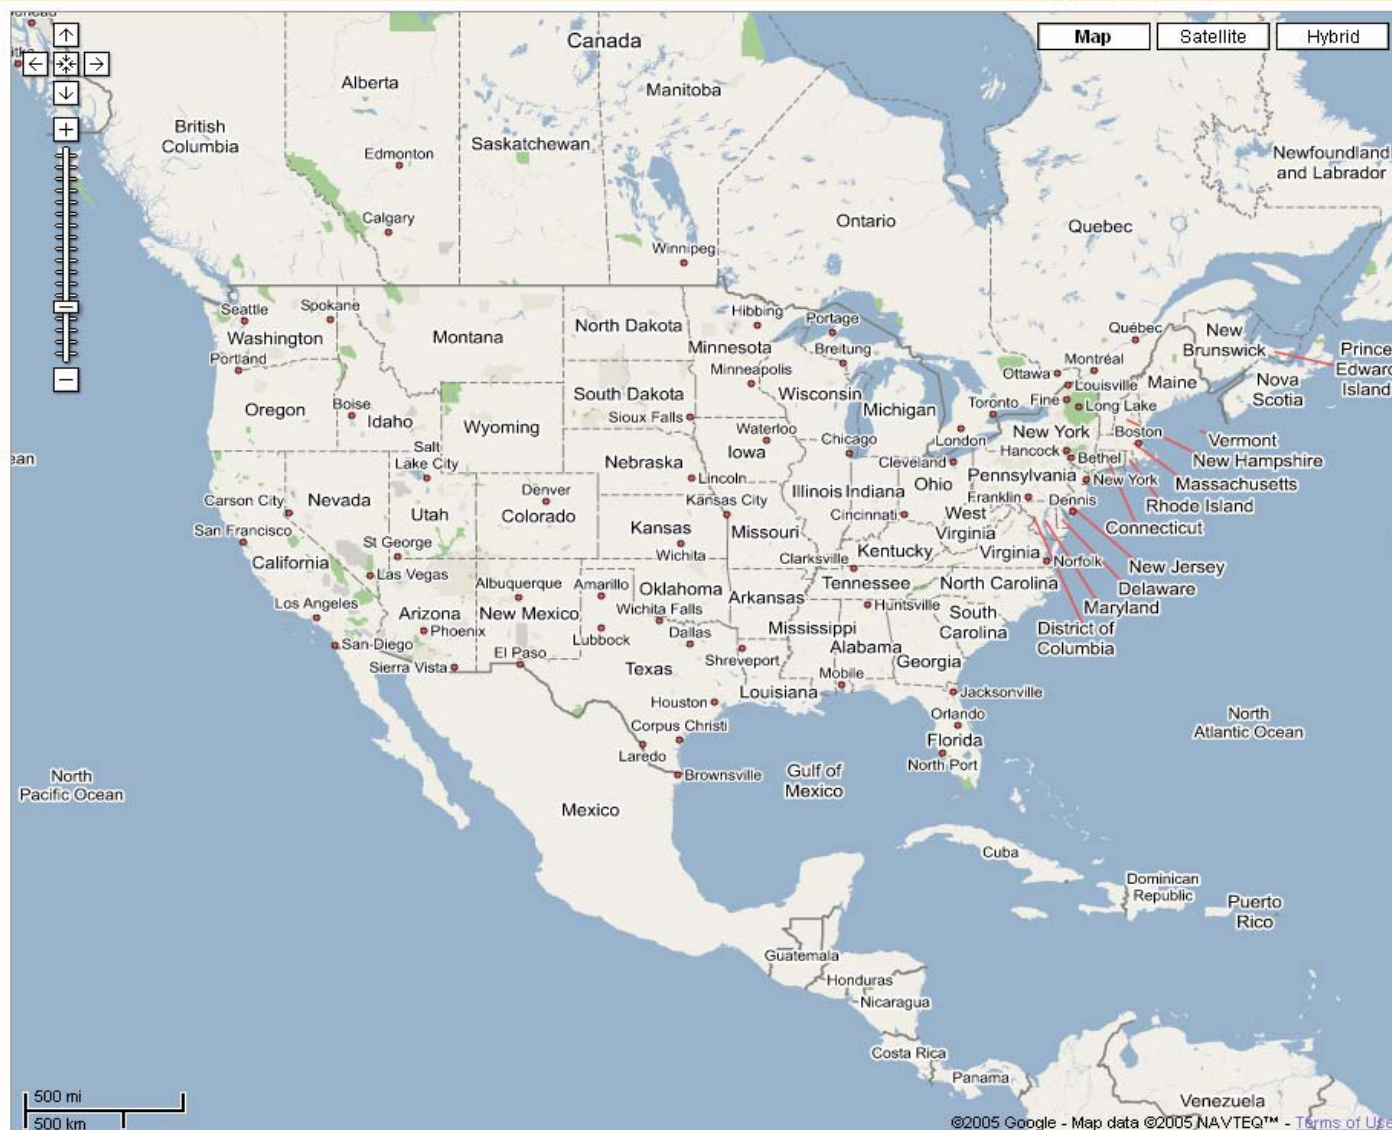 Map
Satellite
Hybrid
Canada
Alberta
Manitoba
British
Columbia
Saskatchewan
Edmonton
Newfoundland
and Labrador
Calgary
Ontario
Quebec
Winnipeg
Seattle
Spokane
Washington
Montana
North Dakota
Hibbing
Portage
Québec
New
Brunswick
Prince
Edward
Island
Portland
Minnesota
Breitung
Montréal
Minneapolis
Ottawa
Louisville
Maine
Nova
Scotia
Oregon
Boise
Idaho
Wyoming
South Dakota
Sioux Falls
Wisconsin
Michigan
Toronto
Fine
Long Lake
Salt
Lake City
Waterloo
Iowa
Chicago
London
New York
Boston
Vermont
Hancock
Bethel
New Hampshire
Nebraska
Lincoln
Cleveland
Pennsylvania
New York
Massachusetts
Carson City
Nevada
Utah
Denver
Colorado
Kansas City
Illinois
Indiana
Ohio
Franklin
Dennis
Rhode Island
San Francisco
Kansas
Missouri
Cincinnati
West
Virginia
Connecticut
California
St George
Wichita
Clarksville
Kentucky
Virginia
Norfolk
New Jersey
Las Vegas
Albuquerque
Amarillo
Oklahoma
Arkansas
Tennessee
North Carolina
Delaware
Los Angeles
Arizona
New Mexico
Wichita Falls
Huntsville
South
Carolina
Maryland
San-Diego
Phoenix
Lubbock
Dallas
Mississippi
Alabama
District of
Columbia
Sierra Vista
El Paso
Texas
Shreveport
Georgia
Mobile
Houston
Louisiana
Jacksonville
Corpus Christi
Orlando
North
Atlantic Ocean
Laredo
Florida
North Port
Brownsville
Gulf of
Mexico
North
Pacific Ocean
Mexico
Cuba
Dominican
Republic
Puerto
Rico
Guatemala
Honduras
Nicaragua
Costa Rica
Panama
Venezuela
500 mi
500 km
©2005 Google - Map data ©2005 NAVTEQ™ - Terms of Use